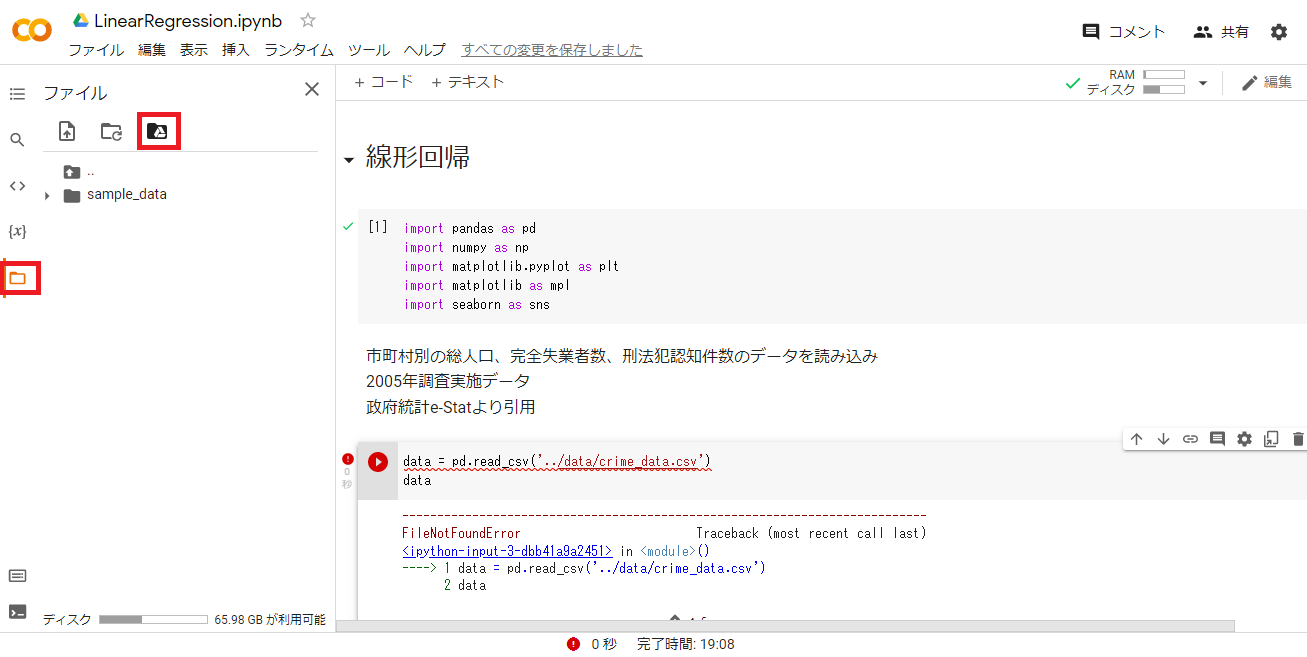 LinearRegression.ipynb
ファイル 編集 表示 挿入 ランタイム ツール ヘルプ すべての変更を保存しました
コメント 共有
ファイル
+ コード + テキスト
RAM
ディスク
編集
..
sample_data
{x}
線形回帰
[1] import pandas as pd
import numpy as np
import matplotlib.pyplot as plt
import matplotlib as mpl
import seaborn as sns
市町村別の総人口、完全失業者数、刑法犯認知件数のデータを読み込み
2005年調査実施データ
政府統計e-Statより引用
0
秒
data = pd.read_csv('../data/crime_data.csv')
data
---------------------------------------------------------------------------
FileNotFoundError Traceback (most recent call last)
<ipython-input-3-dbb41a9a2451> in <module>()
----> 1 data = pd.read_csv('../data/crime_data.csv')
2 data
ディスク 65.98 GB が利用可能
0 秒 完了時間: 19:08